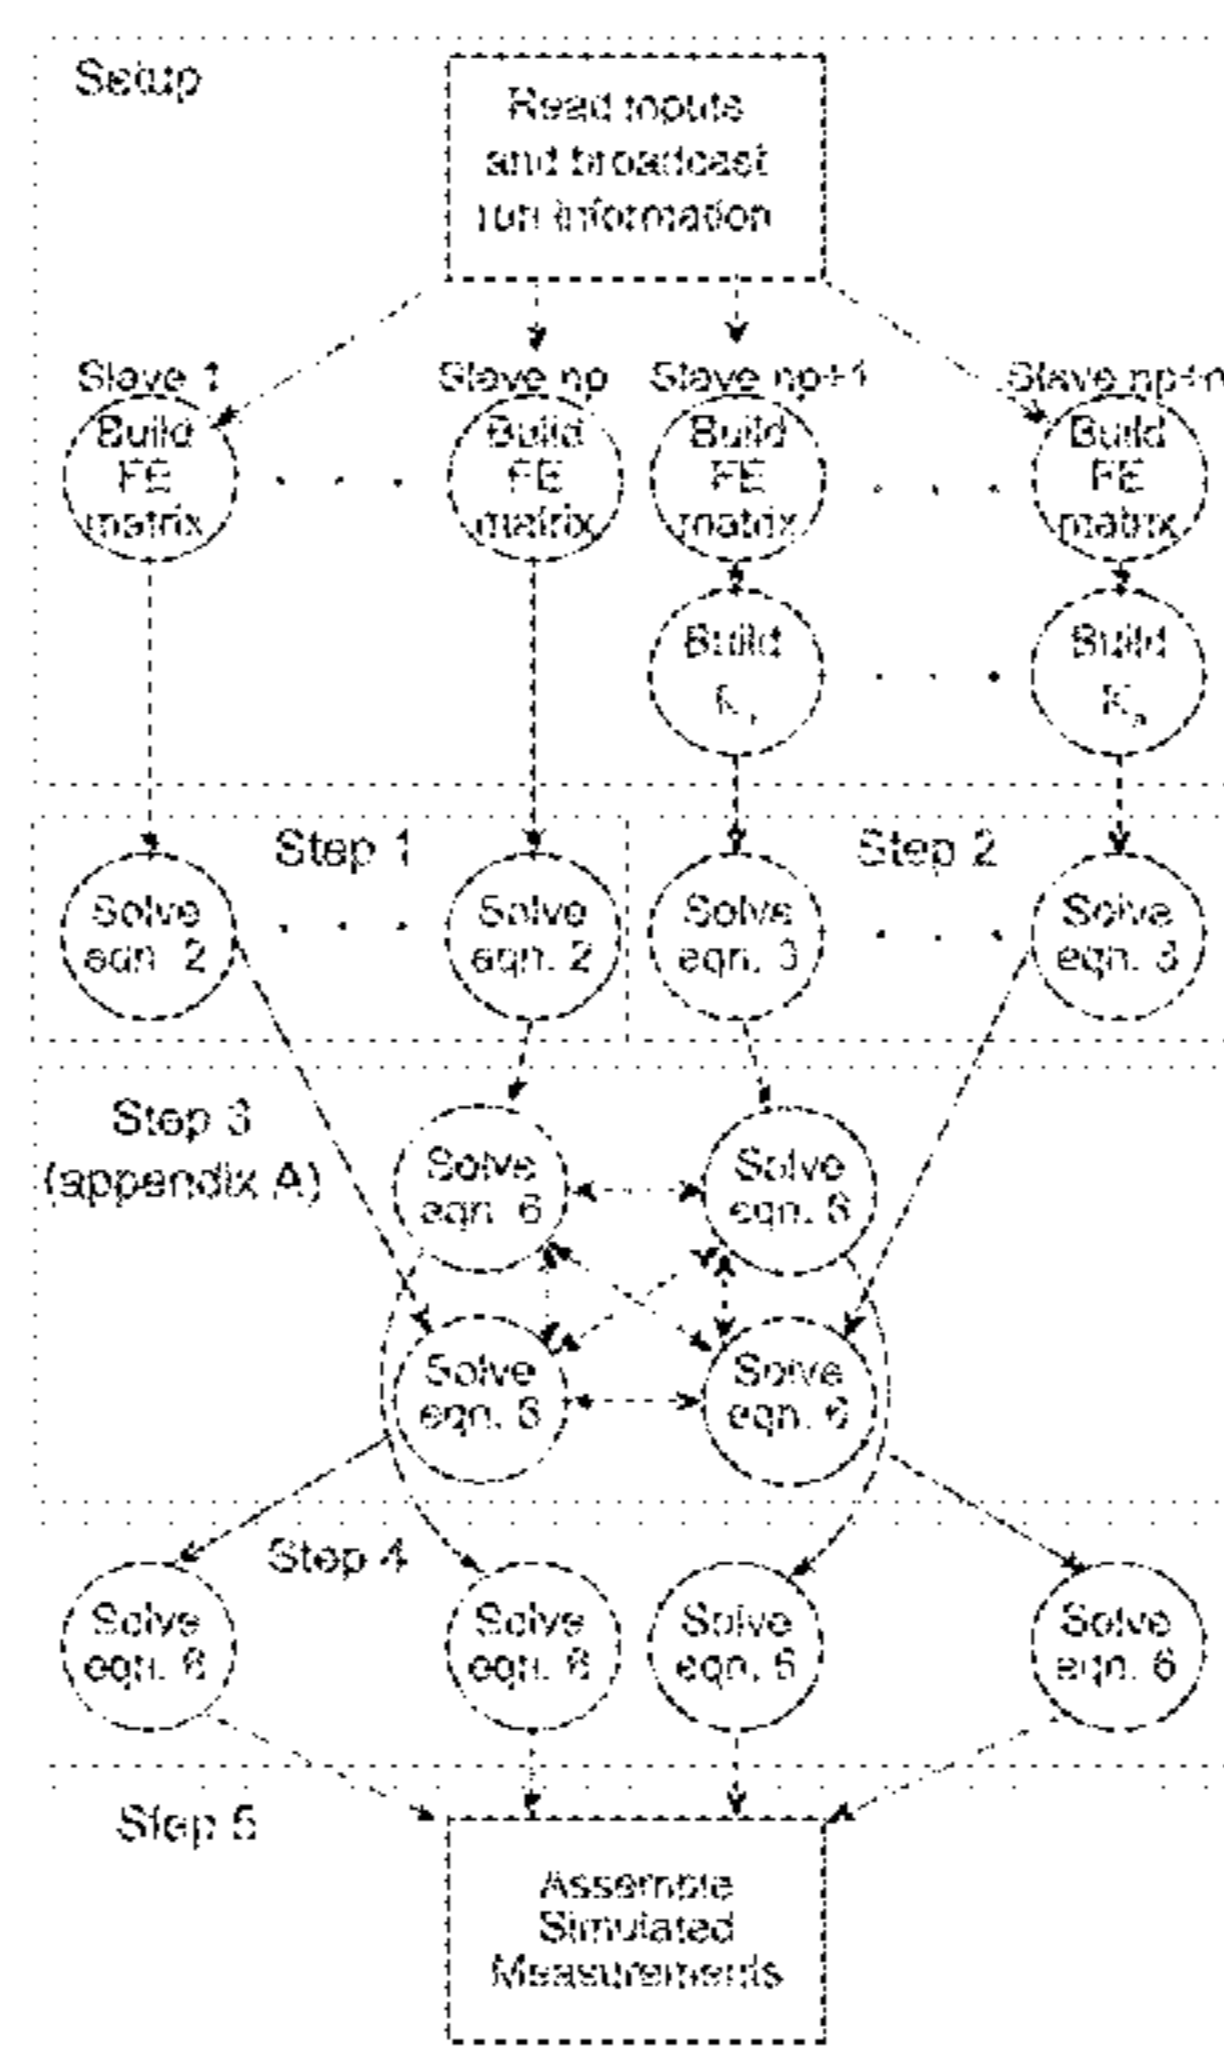 Setup
Read inputs
and broadcast
run information
Slave 1
Slave np
Slave np+1
Slave np+n
Build
FE
matrix
Build
FE
matrix
Build
FE
matrix
Build
FE
matrix
Build
Build
Step 1
Step 2
Solve
eqn. 2
Solve
eqn. 2
Solve
eqn. 3
Solve
eqn. 3
Step 3
(appendix A)
Solve
eqn. 6
Solve
eqn. 6
Solve
eqn. 6
Solve
eqn. 6
Step 4
Solve
eqn. 6
Solve
eqn. 6
Solve
eqn. 6
Solve
eqn. 6
Step 5
Assemble
Simulated
Measurements